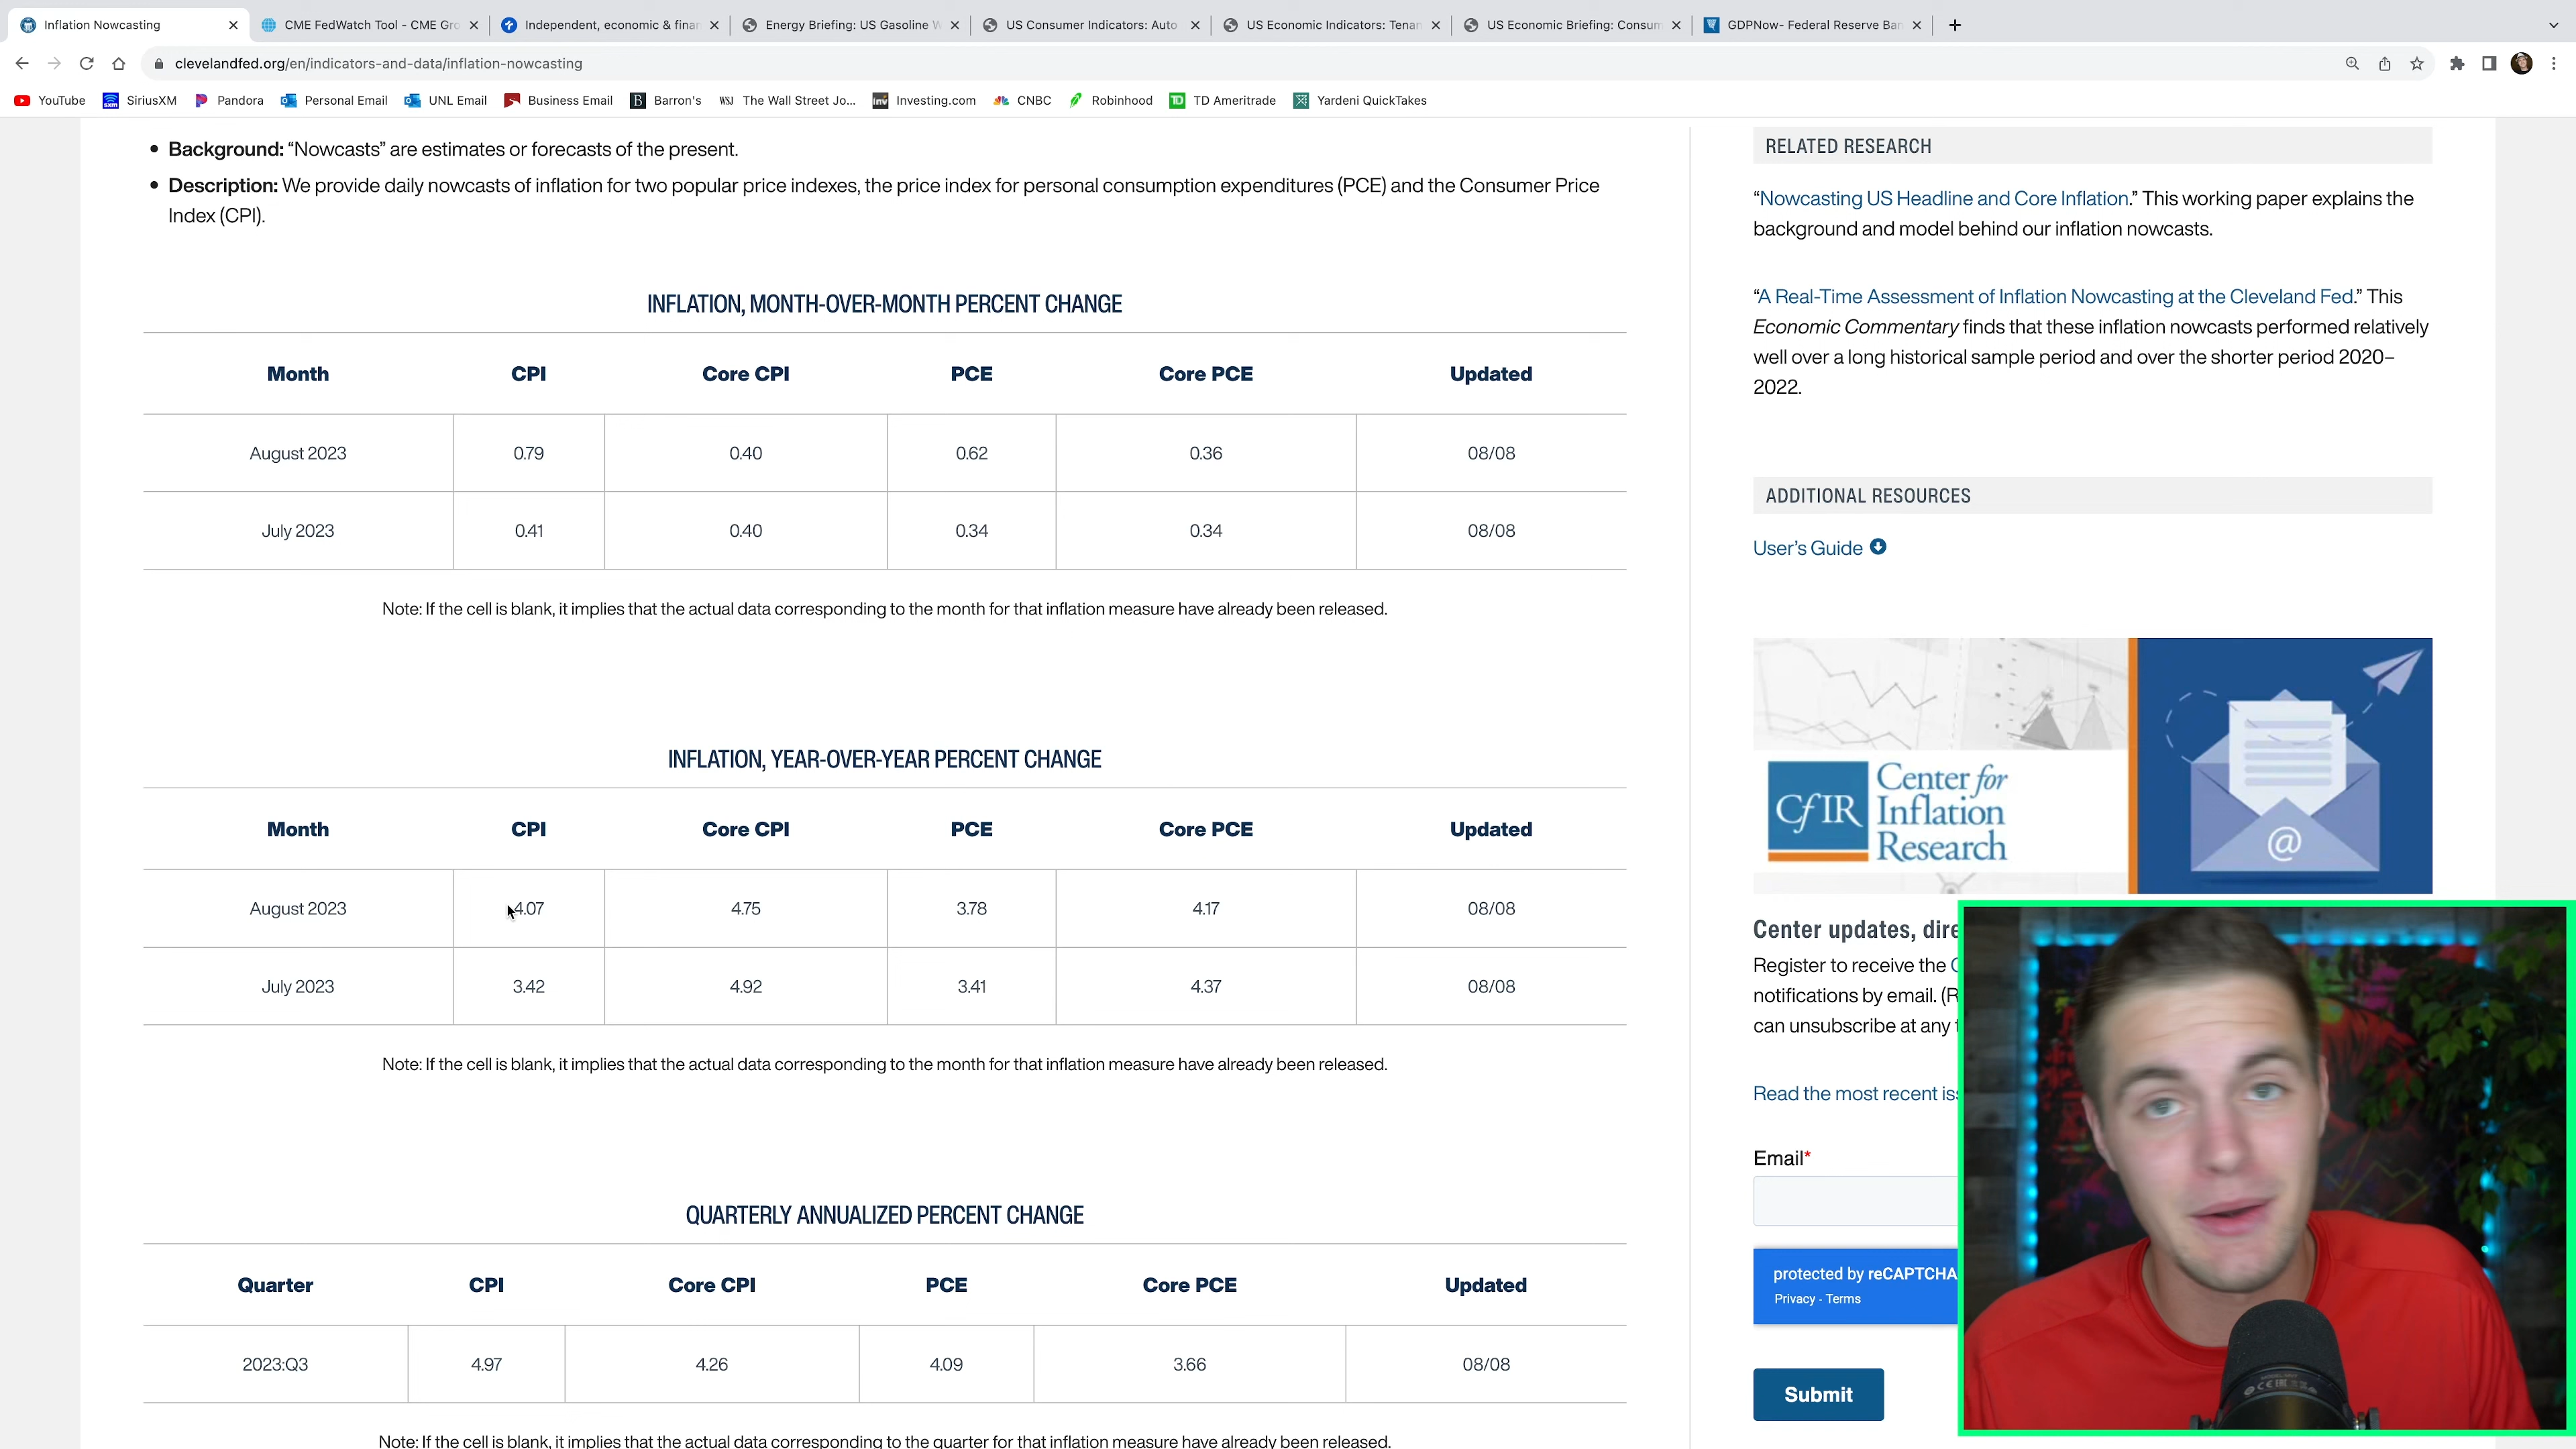 Inflation Nowcasting
CME FedWatch Tool - CME Gro
Independent, economic & finan
Energy Briefing: US Gasoline W
US Consumer Indicators: Auto
US Economic Indicators: Tenan
US Economic Briefing: Consum
GDPNow- Federal Reserve Ban
clevelandfed.org/en/indicators-and-data/inflation-nowcasting
YouTube
SiriusXM
Pandora
Personal Email
UNL Email
Business Email
B Barron's
WSJ The Wall Street Jo...
Inv Investing.com
CNBC
Robinhood
TD TD Ameritrade
Yardeni QuickTakes
• Background: “Nowcasts” are estimates or forecasts of the present.
• Description: We provide daily nowcasts of inflation for two popular price indexes, the price index for personal consumption expenditures (PCE) and the Consumer Price
Index (CPI).
INFLATION, MONTH-OVER-MONTH PERCENT CHANGE
Month CPI Core CPI PCE Core PCE Updated
August 2023 0.79 0.40 0.62 0.36 08/08
July 2023 0.41 0.40 0.34 0.34 08/08
Note: If the cell is blank, it implies that the actual data corresponding to the month for that inflation measure have already been released.
INFLATION, YEAR-OVER-YEAR PERCENT CHANGE
Month CPI Core CPI PCE Core PCE Updated
August 2023 4.07 4.75 3.78 4.17 08/08
July 2023 3.42 4.92 3.41 4.37 08/08
Note: If the cell is blank, it implies that the actual data corresponding to the month for that inflation measure have already been released.
QUARTERLY ANNUALIZED PERCENT CHANGE
Quarter CPI Core CPI PCE Core PCE Updated
2023:Q3 4.97 4.26 4.09 3.66 08/08
Note: If the cell is blank, it implies that the actual data corresponding to the quarter for that inflation measure have already been released.
RELATED RESEARCH
“Nowcasting US Headline and Core Inflation.” This working paper explains the
background and model behind our inflation nowcasts.
“A Real-Time Assessment of Inflation Nowcasting at the Cleveland Fed.” This
Economic Commentary finds that these inflation nowcasts performed relatively
well over a long historical sample period and over the shorter period 2020–
2022.
ADDITIONAL RESOURCES
User's Guide
CfIR
Center for
Inflation
Research
@
Center updates, dire
Register to receive the C
notifications by email. (R
can unsubscribe at any t
Read the most recent iss
Email*
protected by reCAPTCHA
Privacy - Terms
Submit